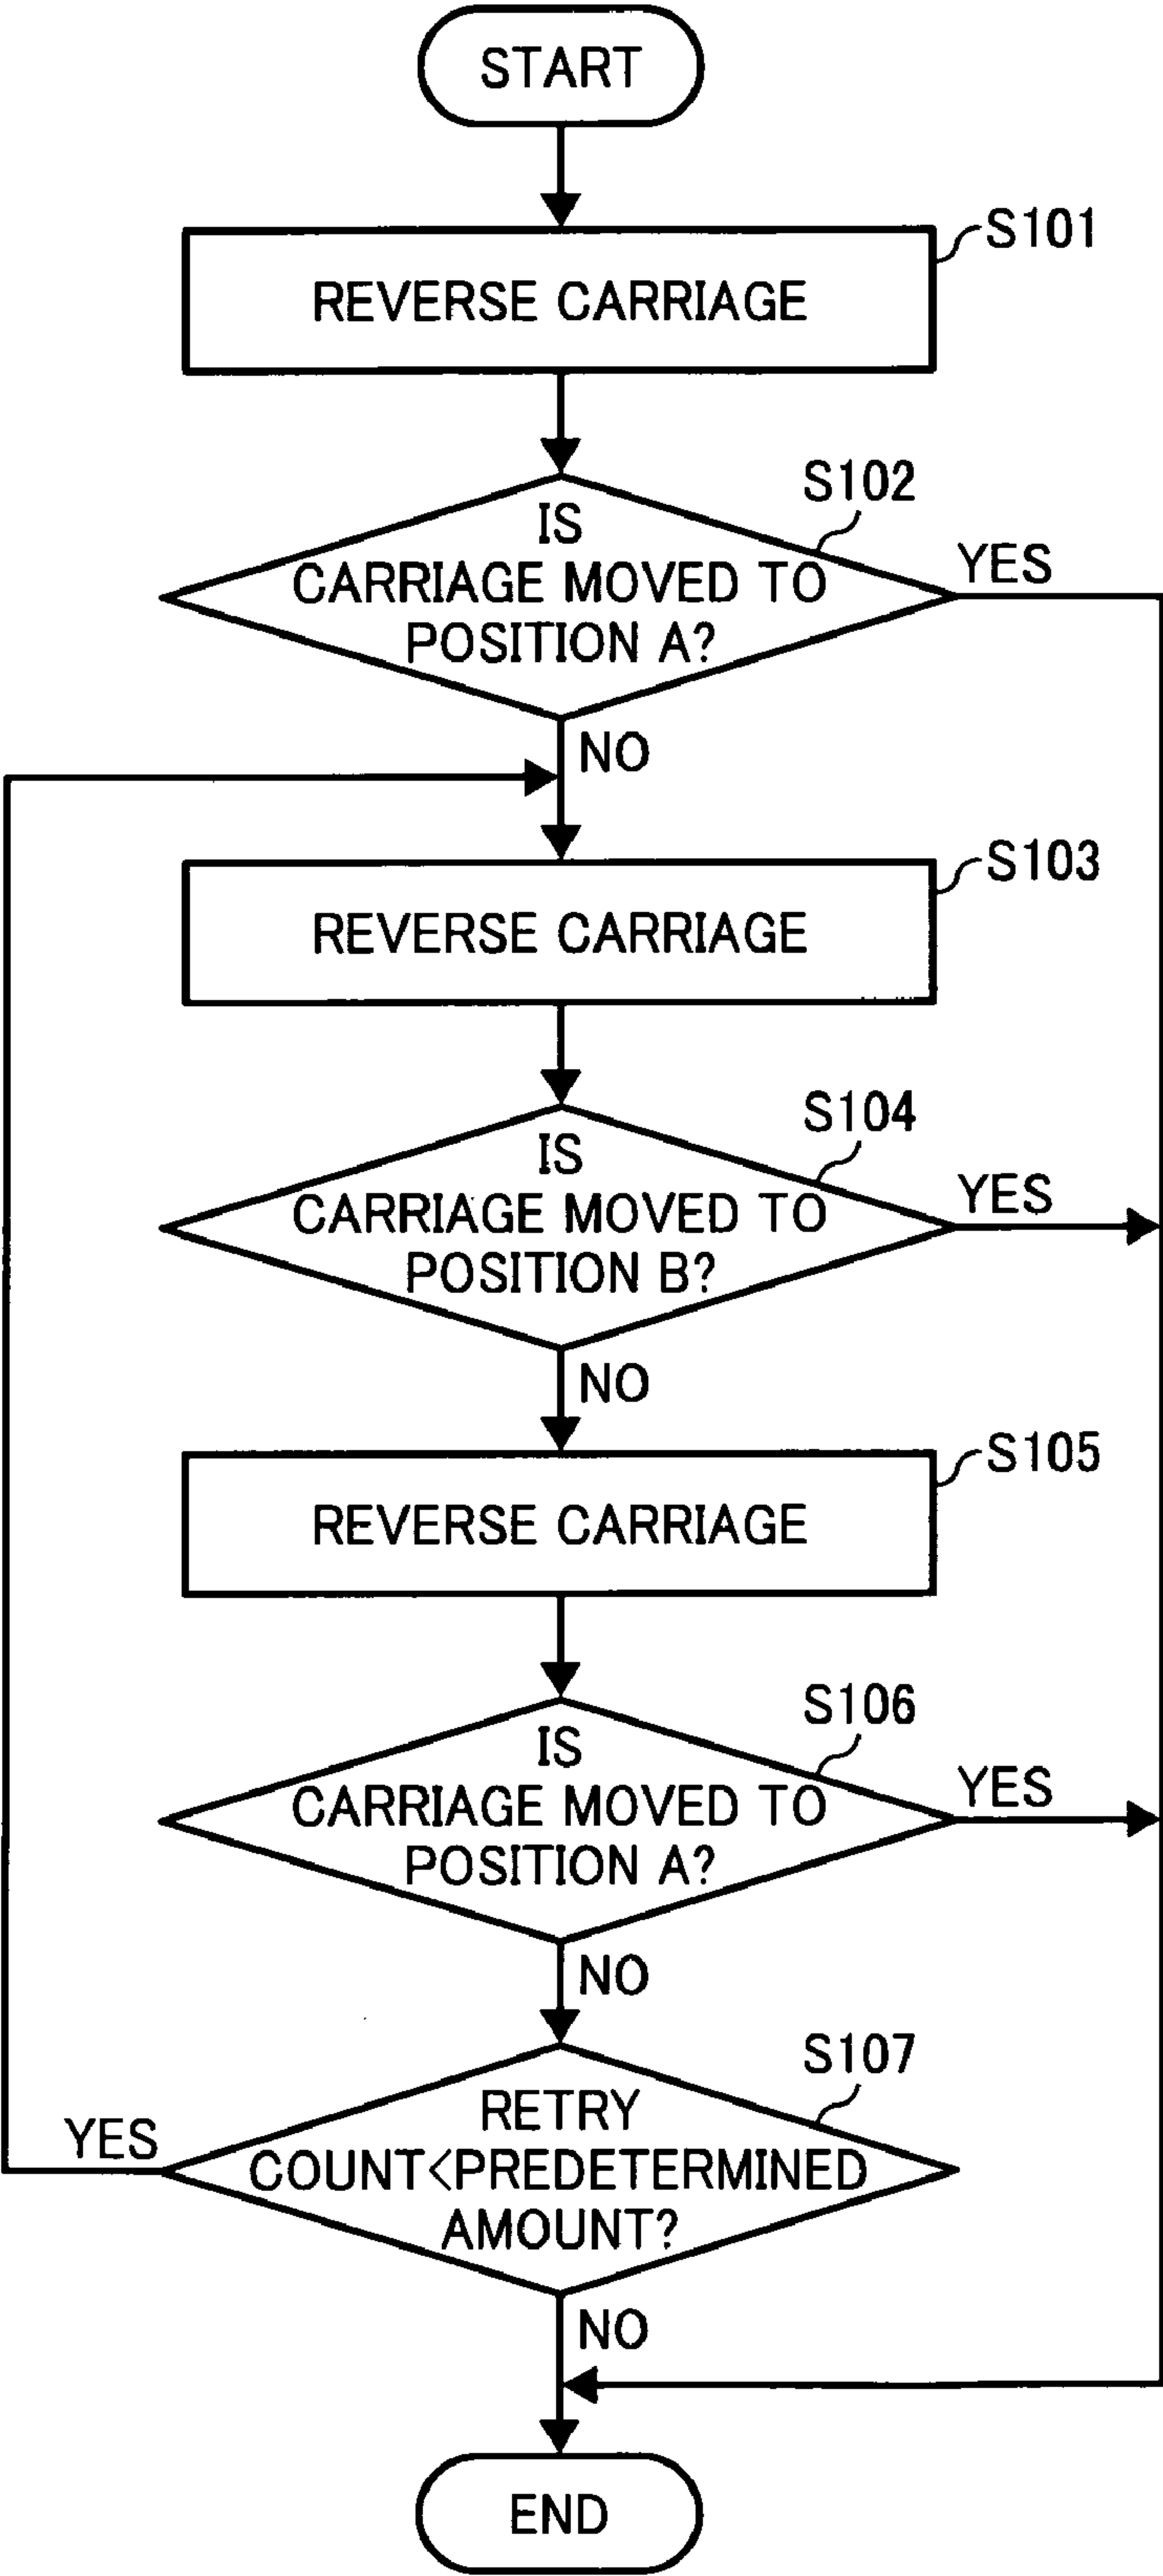 START
S101
REVERSE CARRIAGE
S102
IS
CARRIAGE MOVED TO
POSITION A?
YES
NO
S103
REVERSE CARRIAGE
S104
IS
CARRIAGE MOVED TO
POSITION B?
YES
NO
S105
REVERSE CARRIAGE
S106
IS
CARRIAGE MOVED TO
POSITION A?
YES
NO
S107
RETRY
COUNT<PREDETERMINED
AMOUNT?
YES
NO
END